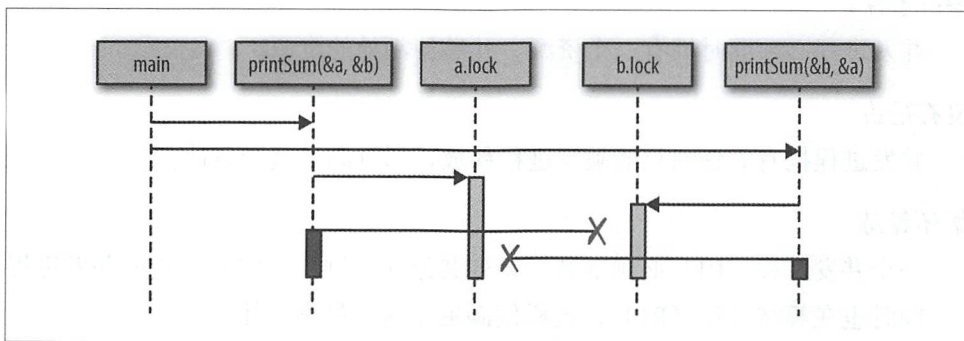 main
printSum(&a, &b)
a.lock
b.lock
printSum(&b, &a)